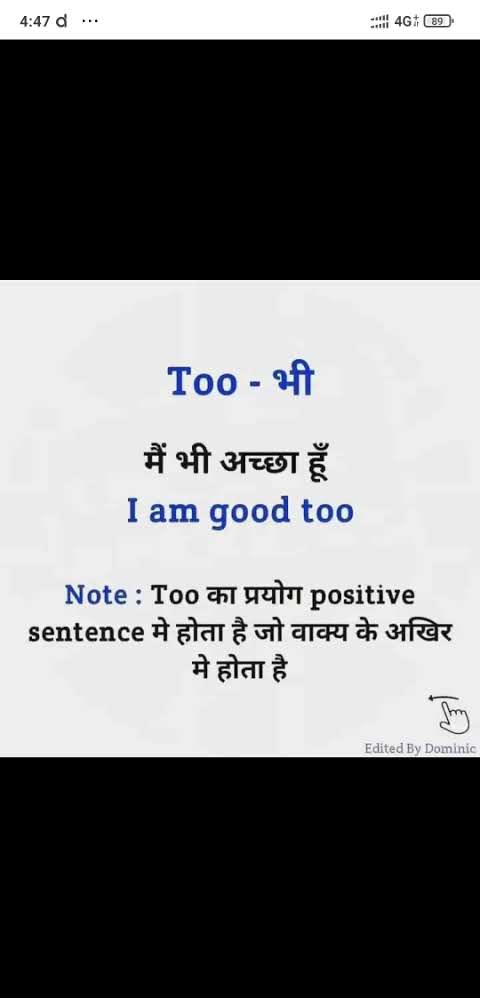 4:47 d ...
4G 89
Too - भी
मैं भी अच्छा हूँ
I am good too
Note : Too का प्रयोग positive
sentence मे होता है जो वाक्य के अखिर
मे होता है
Edited By Dominic